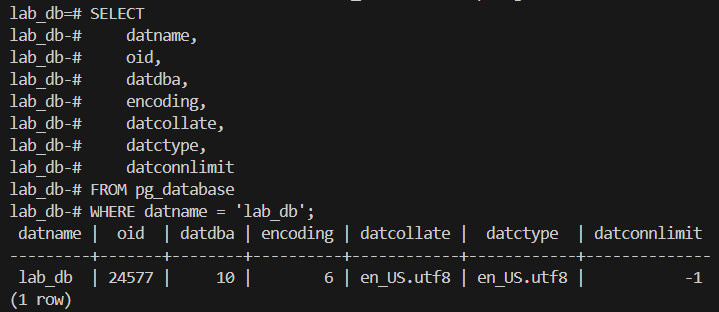 lab_db=# SELECT
lab_db-#     datname,
lab_db-#     oid,
lab_db-#     datdba,
lab_db-#     encoding,
lab_db-#     datcollate,
lab_db-#     datctype,
lab_db-#     datconnlimit
lab_db-# FROM pg_database
lab_db-# WHERE datname = 'lab_db';
 datname |  oid  | datdba | encoding | datcollate |  datctype  | datconnlimit
---------+-------+--------+----------+------------+------------+--------------
 lab_db  | 24577 |     10 |        6 | en_US.utf8 | en_US.utf8 |           -1
(1 row)